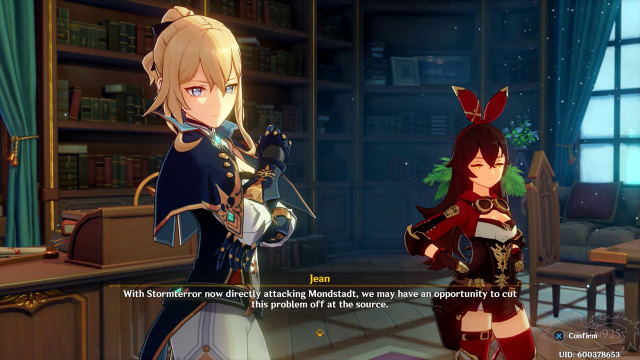 Jean
With Stormterror now directly attacking Mondstadt, we may have an opportunity to cut
this problem off at the source.
Confirm
UID: 600378653